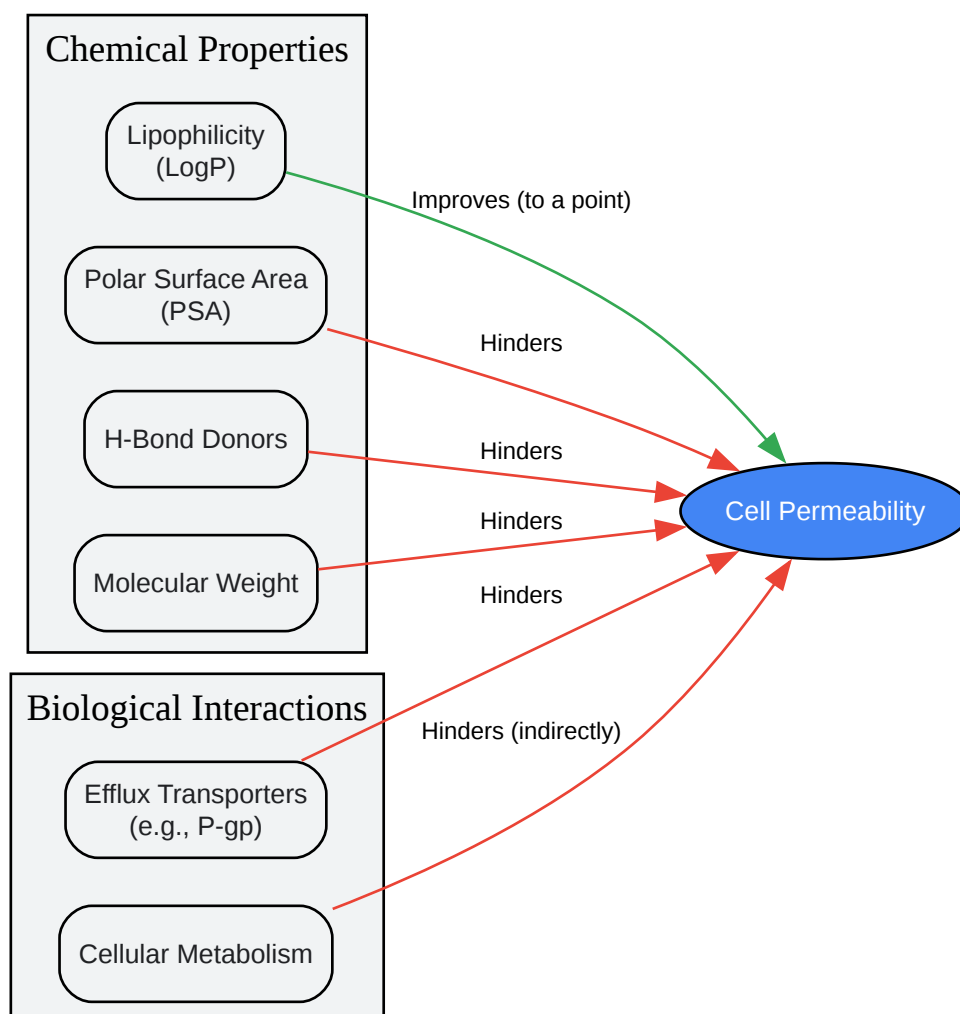 Chemical Properties
Lipophilicity
(LogP)
Improves (to a point)
Polar Surface Area
(PSA)
Hinders
H-Bond Donors
Hinders
Cell Permeability
Hinders
Molecular Weight
Hinders
Biological Interactions
Hinders (indirectly)
Efflux Transporters
(e.g., P-gp)
Cellular Metabolism